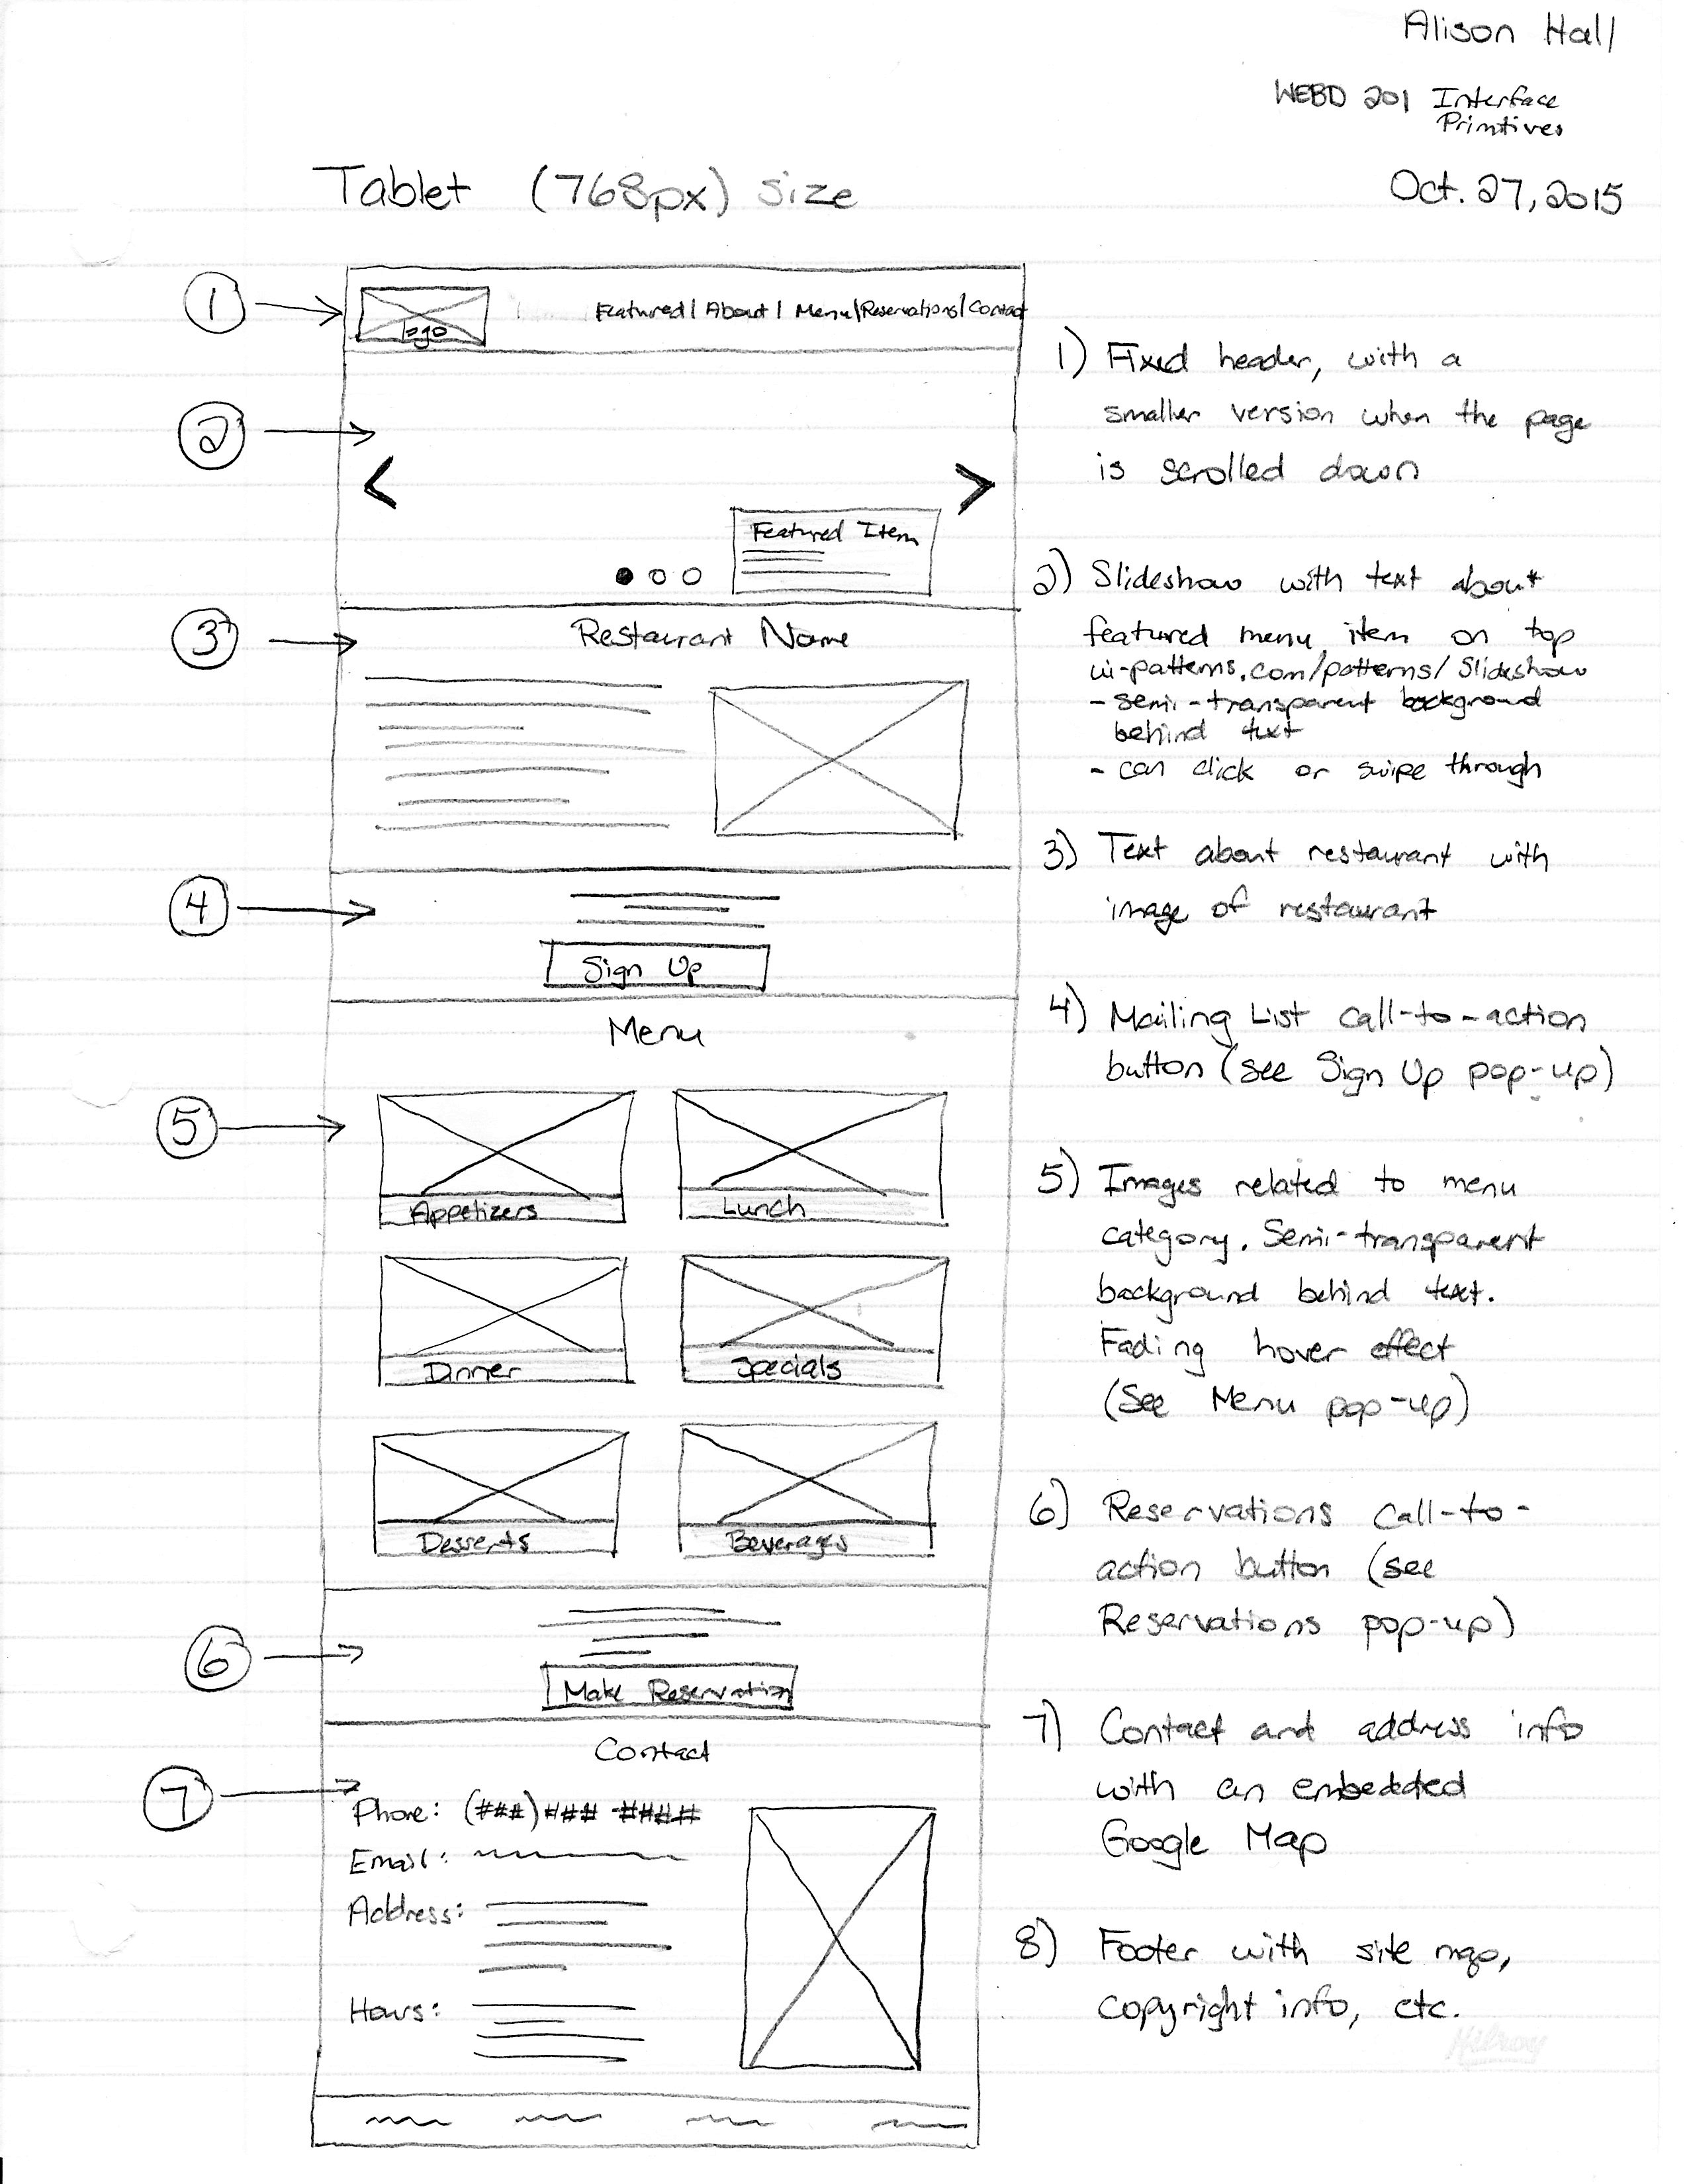 Alison Hall
WEBD 201 Interface
Primitives
Oct. 27, 2015
Tablet (768px) size
1
logo
Featured | About | Menu | Reservations | Contact
2
<
>
Featured Item
3
Restaurant Name
4
Sign Up
Menu
5
Appetizers
Lunch
Dinner
Specials
Desserts
Beverages
6
Make Reservation
Contact
7
Phone: (###) ### - ####
Email:
Address:
Hours:
1) Fixed header, with a
smaller version when the page
is scrolled down
2) Slideshow with text about
featured menu item on top
ui-patterns.com/patterns/Slideshow
- semi-transparent background
behind text
- can click or swipe through
3) Text about restaurant with
image of restaurant
4) Mailing List call-to-action
button (see Sign Up pop-up)
5) Images related to menu
category. Semi-transparent
background behind text.
Fading hover effect
(See Menu pop-up)
6) Reservations call-to-
action button (see
Reservations pop-up)
7) Contact and address info
with an embedded
Google Map
8) Footer with site map,
copyright info, etc.
Hilroy